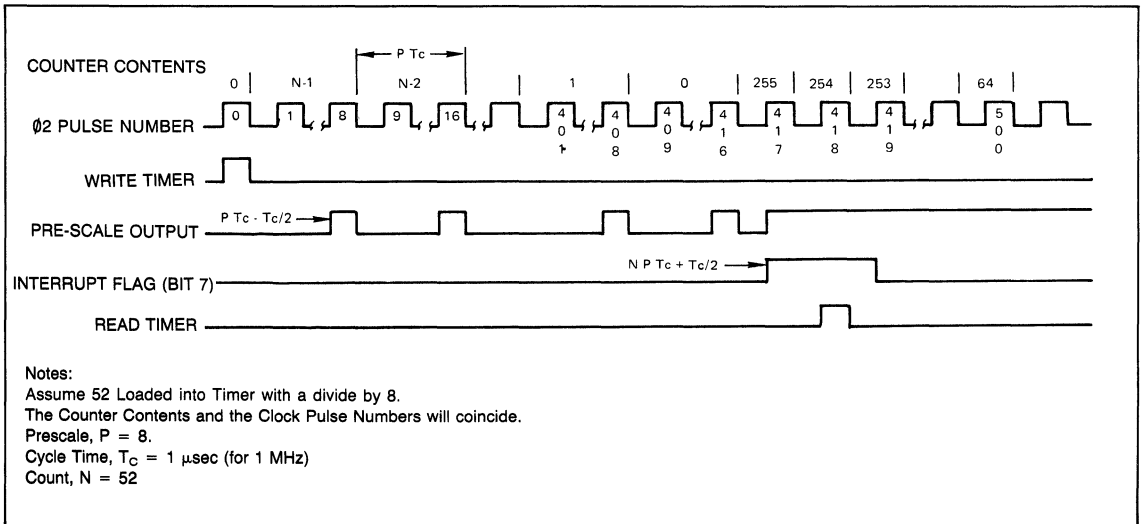 P Tc
COUNTER CONTENTS
0 N-1 N-2 1 0 255 254 253 64
Ø2 PULSE NUMBER 0 1 8 9 16 401 408 409 416 417 418 419 500
WRITE TIMER
P Tc - Tc/2
PRE-SCALE OUTPUT
N P Tc + Tc/2
INTERRUPT FLAG (BIT 7)
READ TIMER
Notes:
Assume 52 Loaded into Timer with a divide by 8.
The Counter Contents and the Clock Pulse Numbers will coincide.
Prescale, P = 8.
Cycle Time, TC = 1 μsec (for 1 MHz)
Count, N = 52